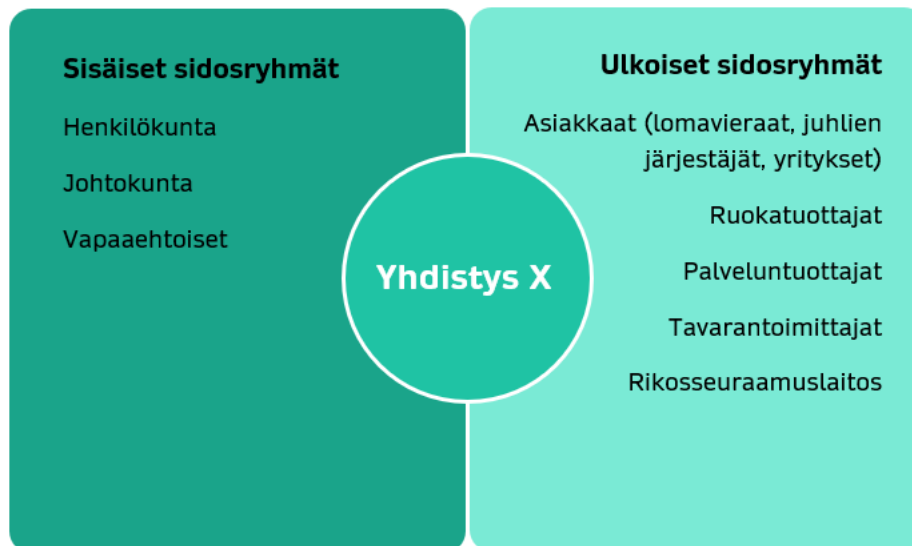 Sisäiset sidosryhmät
Henkilökunta
Johtokunta
Vapaaehtoiset
Yhdistys X
Ulkoiset sidosryhmät
Asiakkaat (lomavieraat, juhlien
järjestäjät, yritykset)
Ruokatuottajat
Palveluntuottajat
Tavarantoimittajat
Rikosseuraamuslaitos